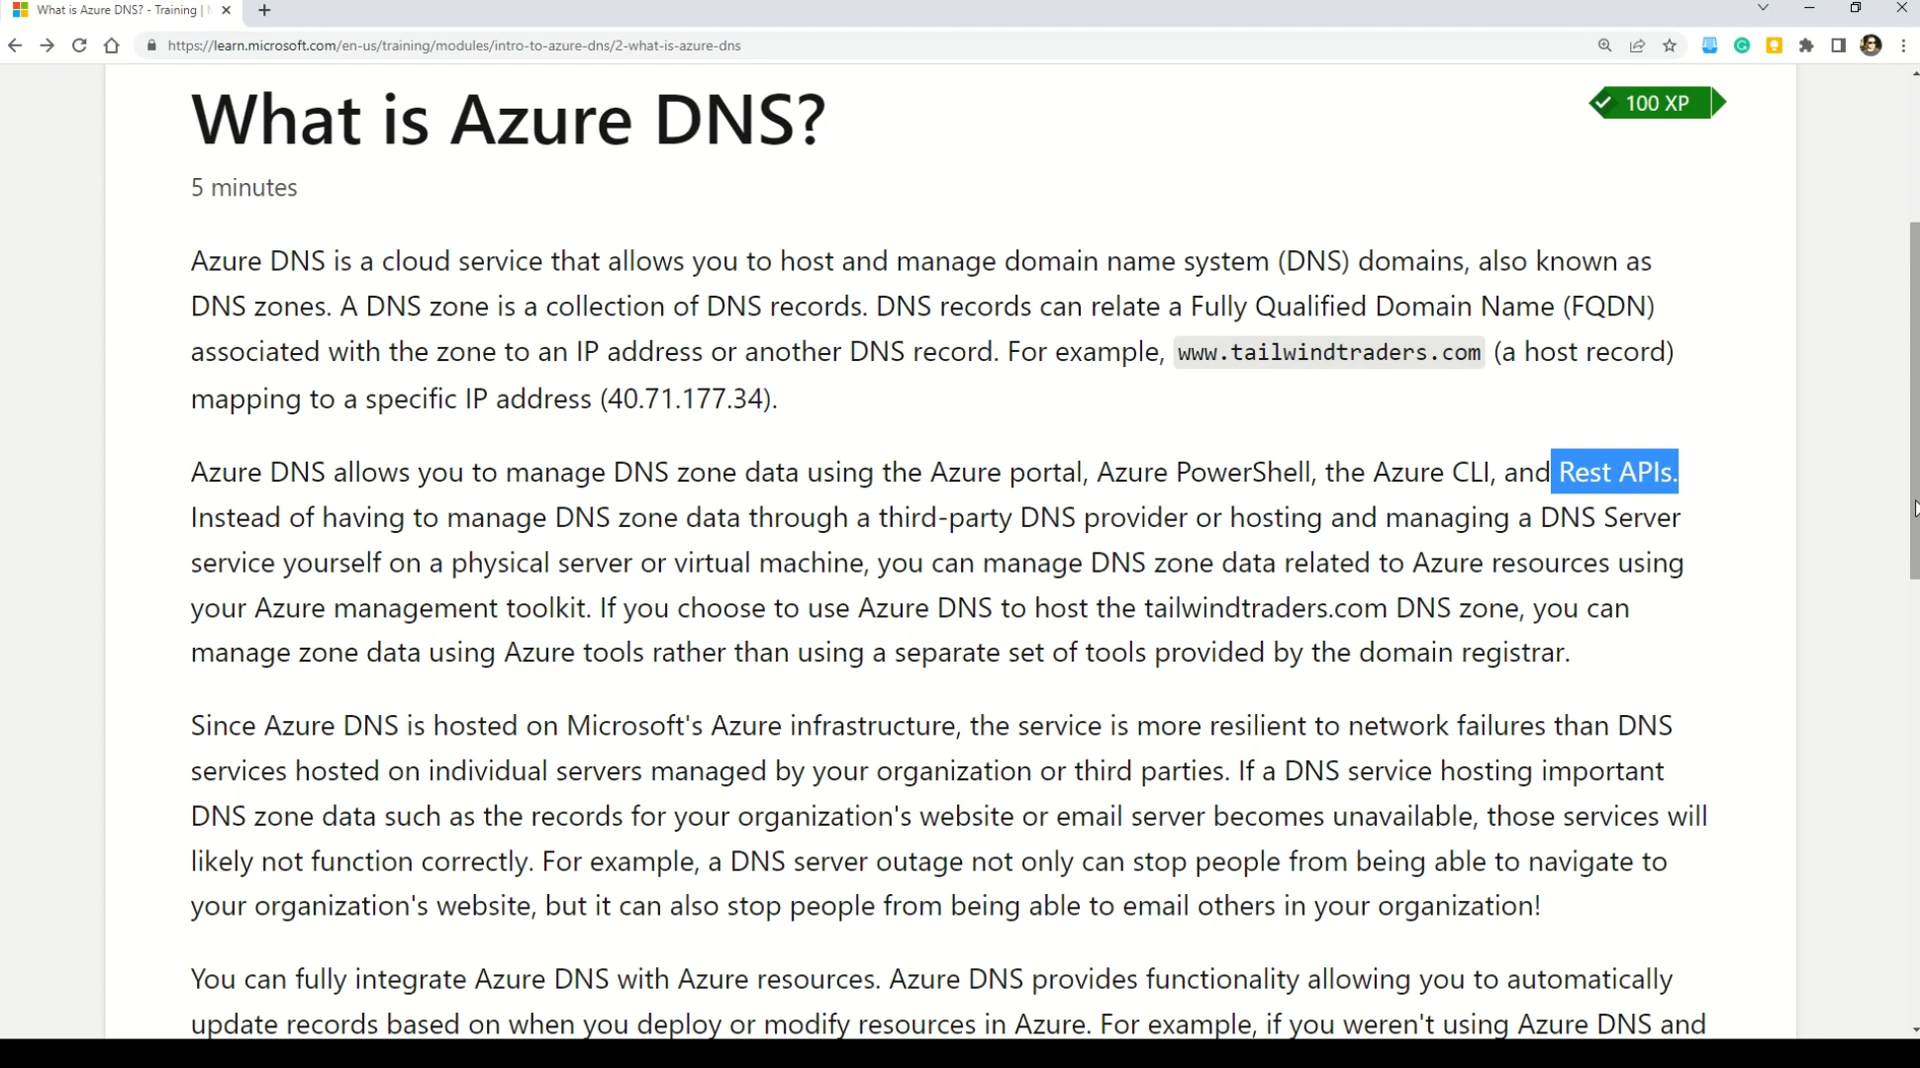 What is Azure DNS? - Training |
https://learn.microsoft.com/en-us/training/modules/intro-to-azure-dns/2-what-is-azure-dns
What is Azure DNS?
100 XP
5 minutes
Azure DNS is a cloud service that allows you to host and manage domain name system (DNS) domains, also known as
DNS zones. A DNS zone is a collection of DNS records. DNS records can relate a Fully Qualified Domain Name (FQDN)
associated with the zone to an IP address or another DNS record. For example, www.tailwindtraders.com (a host record)
mapping to a specific IP address (40.71.177.34).
Azure DNS allows you to manage DNS zone data using the Azure portal, Azure PowerShell, the Azure CLI, and Rest APIs.
Instead of having to manage DNS zone data through a third-party DNS provider or hosting and managing a DNS Server
service yourself on a physical server or virtual machine, you can manage DNS zone data related to Azure resources using
your Azure management toolkit. If you choose to use Azure DNS to host the tailwindtraders.com DNS zone, you can
manage zone data using Azure tools rather than using a separate set of tools provided by the domain registrar.
Since Azure DNS is hosted on Microsoft's Azure infrastructure, the service is more resilient to network failures than DNS
services hosted on individual servers managed by your organization or third parties. If a DNS service hosting important
DNS zone data such as the records for your organization's website or email server becomes unavailable, those services will
likely not function correctly. For example, a DNS server outage not only can stop people from being able to navigate to
your organization's website, but it can also stop people from being able to email others in your organization!
You can fully integrate Azure DNS with Azure resources. Azure DNS provides functionality allowing you to automatically
update records based on when you deploy or modify resources in Azure. For example, if you weren't using Azure DNS and